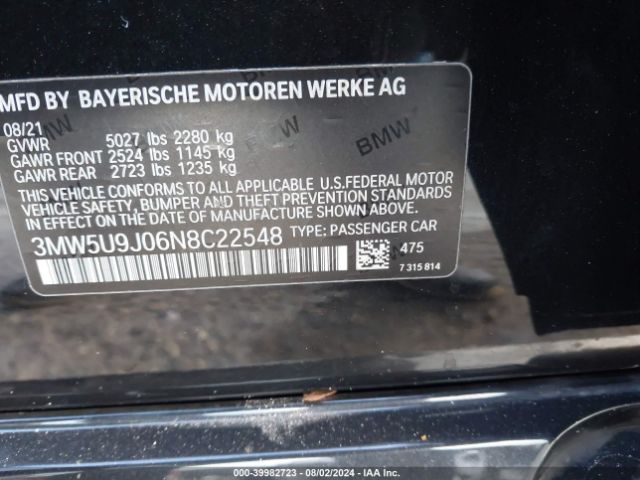 MFD BY BAYERISCHE MOTOREN WERKE AG
08/21
GVWR 5027 lbs 2280 kg
GAWR FRONT 2524 lbs 1145 kg
GAWR REAR 2723 lbs 1235 kg
THIS VEHICLE CONFORMS TO ALL APPLICABLE U.S.FEDERAL MOTOR
VEHICLE SAFETY, BUMPER AND THEFT PREVENTION STANDARDS
IN EFFECT ON THE DATE OF MANUFACTURE SHOWN ABOVE.
3MW5U9J06N8C22548 TYPE: PASSENGER CAR
475
7 315 814
BMW
BMW
000-39982723 - 08/02/2024 - IAA Inc.